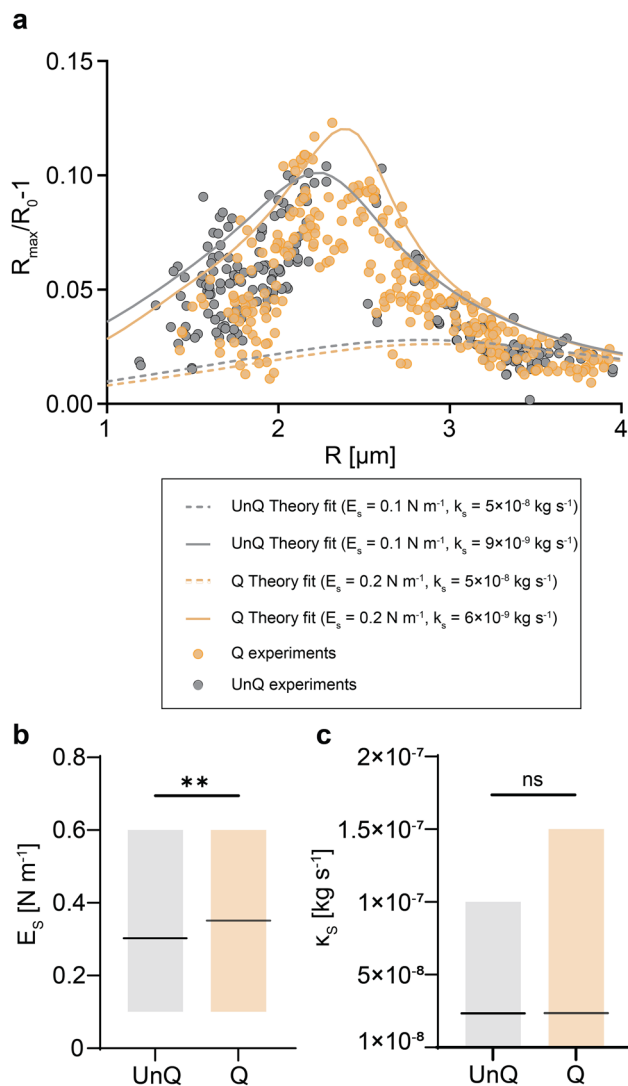 a
0.15
0.10
0.05
0.00
R_max/R_0-1
1 2 3 4
R [µm]
UnQ Theory fit (E_s = 0.1 N m⁻¹, k_s = 5×10⁻⁸ kg s⁻¹)
UnQ Theory fit (E_s = 0.1 N m⁻¹, k_s = 9×10⁻⁹ kg s⁻¹)
Q Theory fit (E_s = 0.2 N m⁻¹, k_s = 5×10⁻⁸ kg s⁻¹)
Q Theory fit (E_s = 0.2 N m⁻¹, k_s = 6×10⁻⁹ kg s⁻¹)
Q experiments
UnQ experiments
b
0.8
0.6
0.4
0.2
0
E_S [N m⁻¹]
**
UnQ Q
c
2×10⁻⁷
1.5×10⁻⁷
1×10⁻⁷
5×10⁻⁸
1×10⁻⁸
κ_S [kg s⁻¹]
ns
UnQ Q